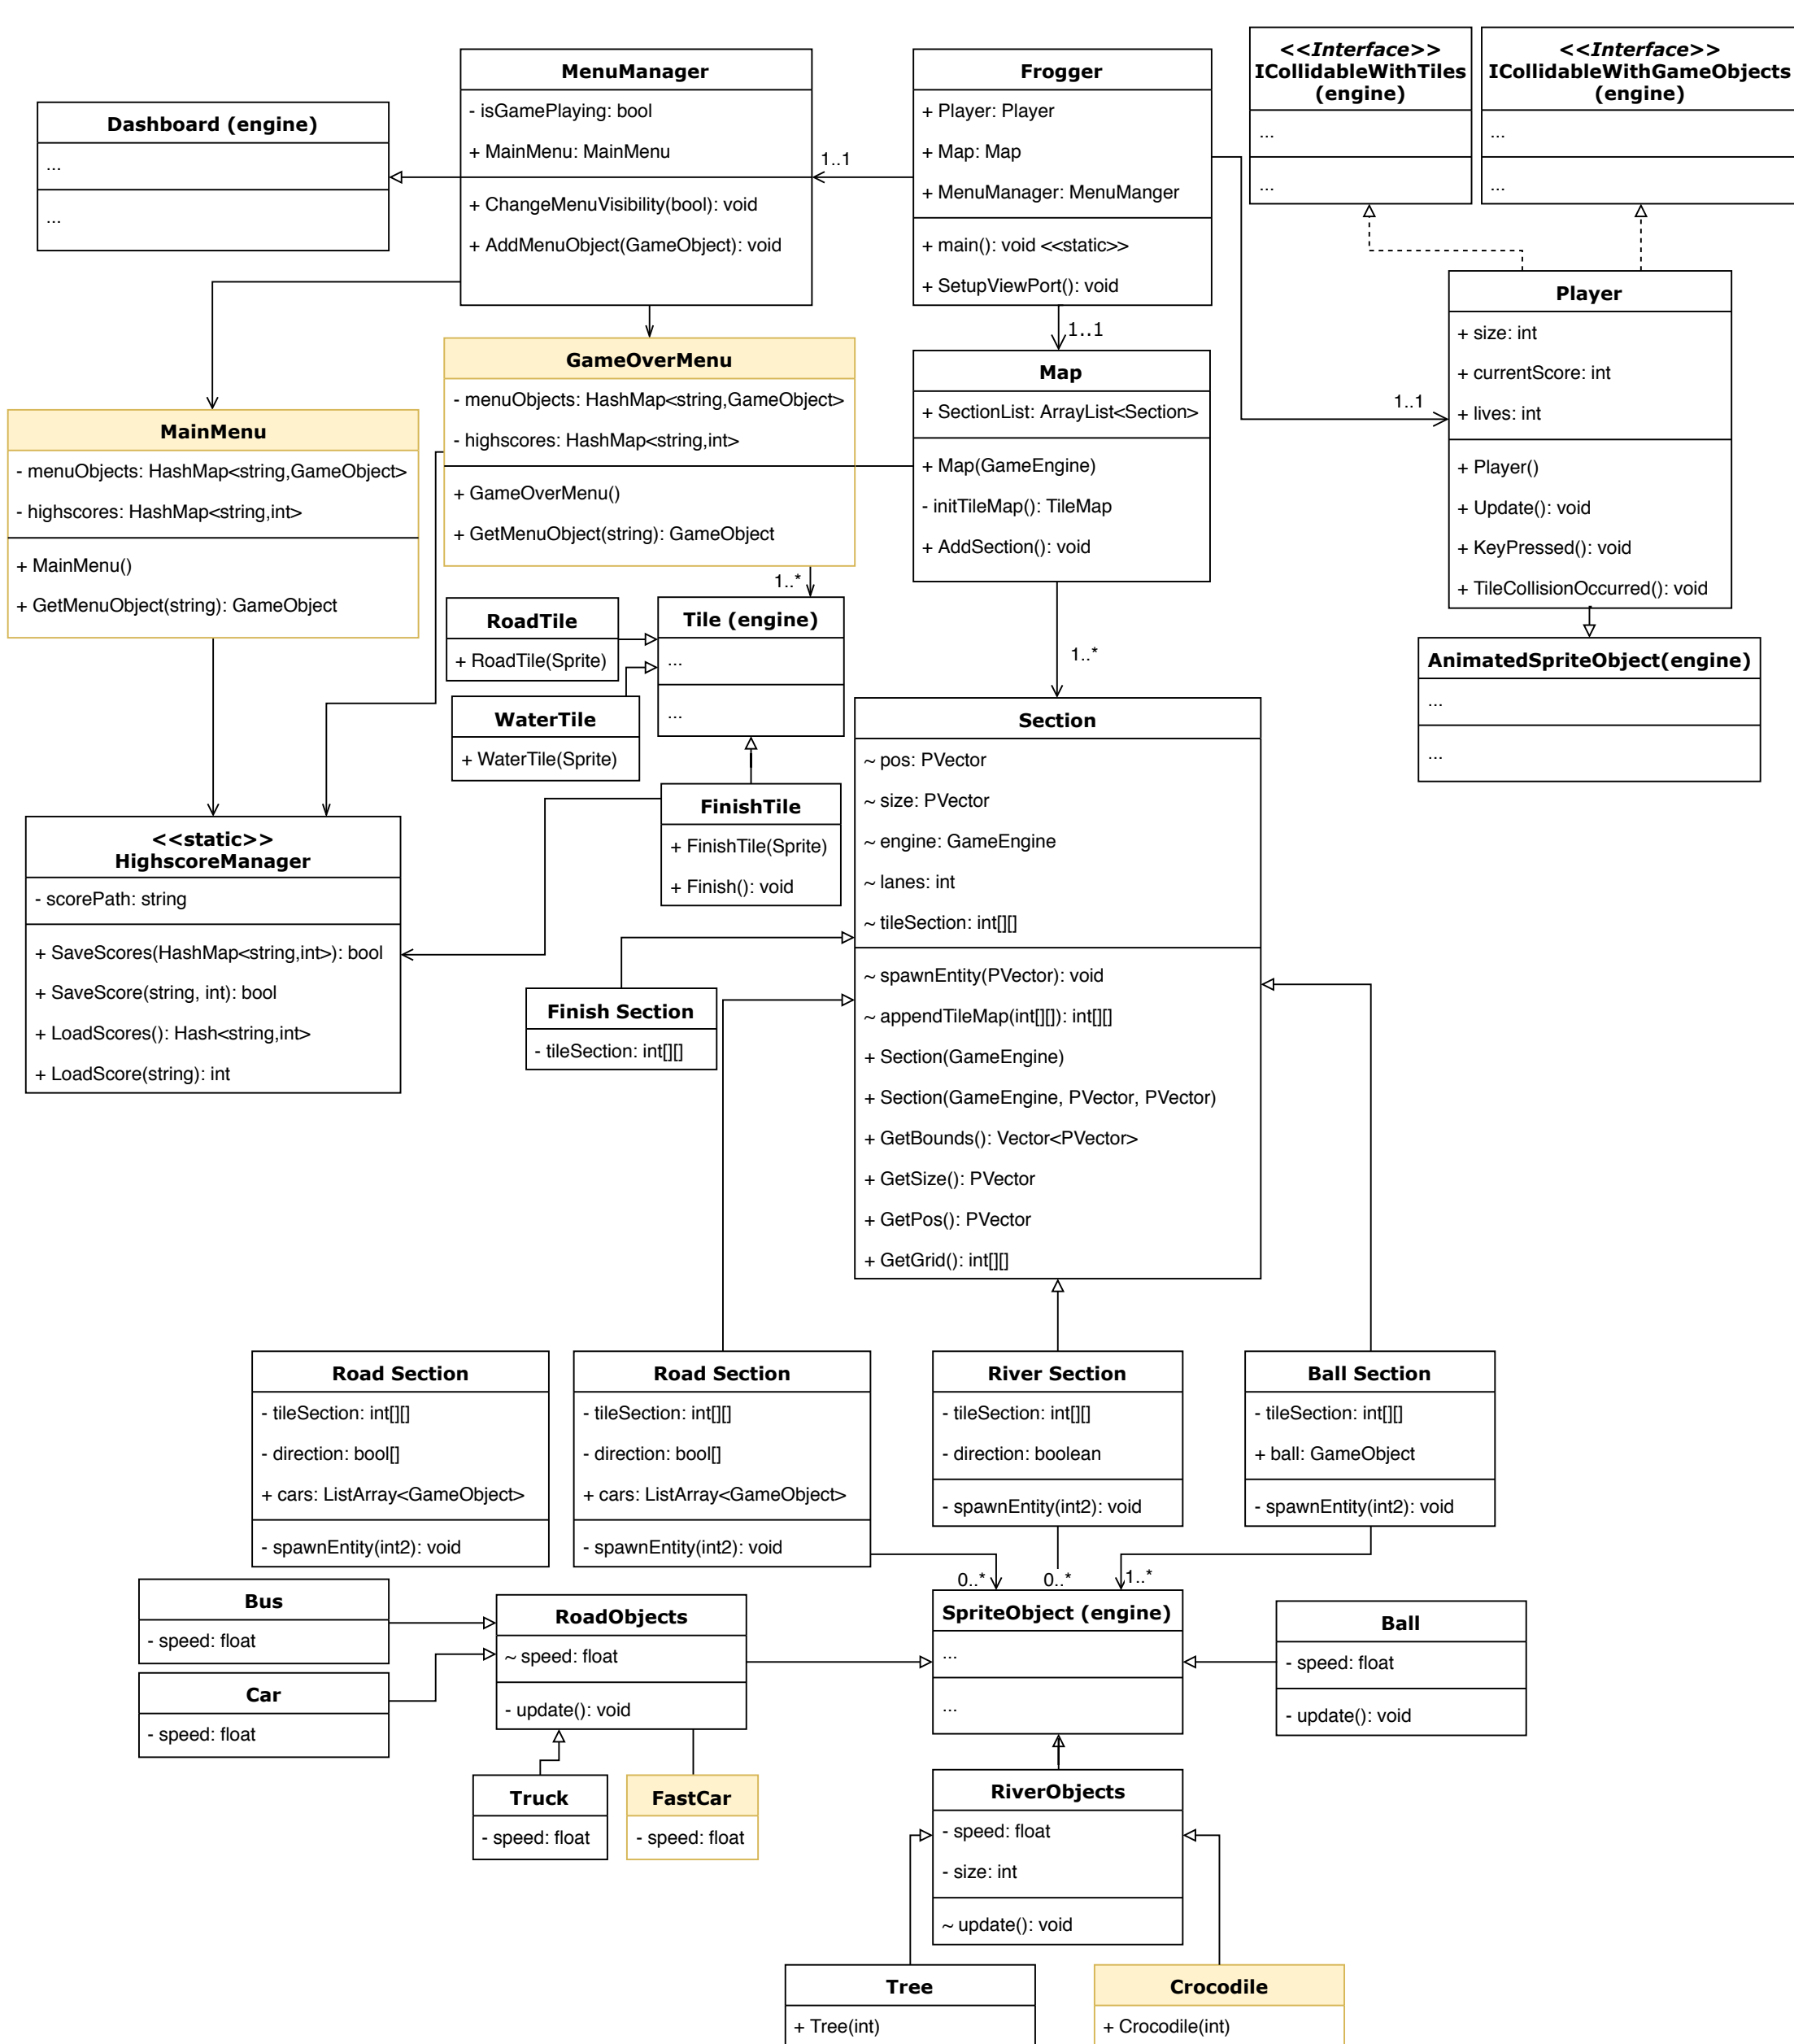 <<Interface>>
ICollidableWithTiles
(engine)
...
...
<<Interface>>
ICollidableWithGameObjects
(engine)
...
...
MenuManager
- isGamePlaying: bool
+ MainMenu: MainMenu
+ ChangeMenuVisibility(bool): void
+ AddMenuObject(GameObject): void
Frogger
+ Player: Player
+ Map: Map
+ MenuManager: MenuManger
+ main(): void <<static>>
+ SetupViewPort(): void
Dashboard (engine)
...
...
1..1
1..1
1..1
Player
+ size: int
+ currentScore: int
+ lives: int
+ Player()
+ Update(): void
+ KeyPressed(): void
+ TileCollisionOccurred(): void
GameOverMenu
- menuObjects: HashMap<string,GameObject>
- highscores: HashMap<string,int>
+ GameOverMenu()
+ GetMenuObject(string): GameObject
Map
+ SectionList: ArrayList<Section>
+ Map(GameEngine)
- initTileMap(): TileMap
+ AddSection(): void
MainMenu
- menuObjects: HashMap<string,GameObject>
- highscores: HashMap<string,int>
+ MainMenu()
+ GetMenuObject(string): GameObject
1..*
RoadTile
+ RoadTile(Sprite)
Tile (engine)
...
...
1..*
AnimatedSpriteObject(engine)
...
...
WaterTile
+ WaterTile(Sprite)
Section
~ pos: PVector
~ size: PVector
~ engine: GameEngine
~ lanes: int
~ tileSection: int[][]
~ spawnEntity(PVector): void
~ appendTileMap(int[][]): int[][]
+ Section(GameEngine)
+ Section(GameEngine, PVector, PVector)
+ GetBounds(): Vector<PVector>
+ GetSize(): PVector
+ GetPos(): PVector
+ GetGrid(): int[][]
FinishTile
+ FinishTile(Sprite)
+ Finish(): void
<<static>>
HighscoreManager
- scorePath: string
+ SaveScores(HashMap<string,int>): bool
+ SaveScore(string, int): bool
+ LoadScores(): Hash<string,int>
+ LoadScore(string): int
Finish Section
- tileSection: int[][]
Road Section
- tileSection: int[][]
- direction: bool[]
+ cars: ListArray<GameObject>
- spawnEntity(int2): void
Road Section
- tileSection: int[][]
- direction: bool[]
+ cars: ListArray<GameObject>
- spawnEntity(int2): void
River Section
- tileSection: int[][]
- direction: boolean
- spawnEntity(int2): void
Ball Section
- tileSection: int[][]
+ ball: GameObject
- spawnEntity(int2): void
0..*
0..*
1..*
Bus
- speed: float
RoadObjects
~ speed: float
- update(): void
SpriteObject (engine)
...
...
Ball
- speed: float
- update(): void
Car
- speed: float
Truck
- speed: float
FastCar
- speed: float
RiverObjects
- speed: float
- size: int
~ update(): void
Tree
+ Tree(int)
Crocodile
+ Crocodile(int)